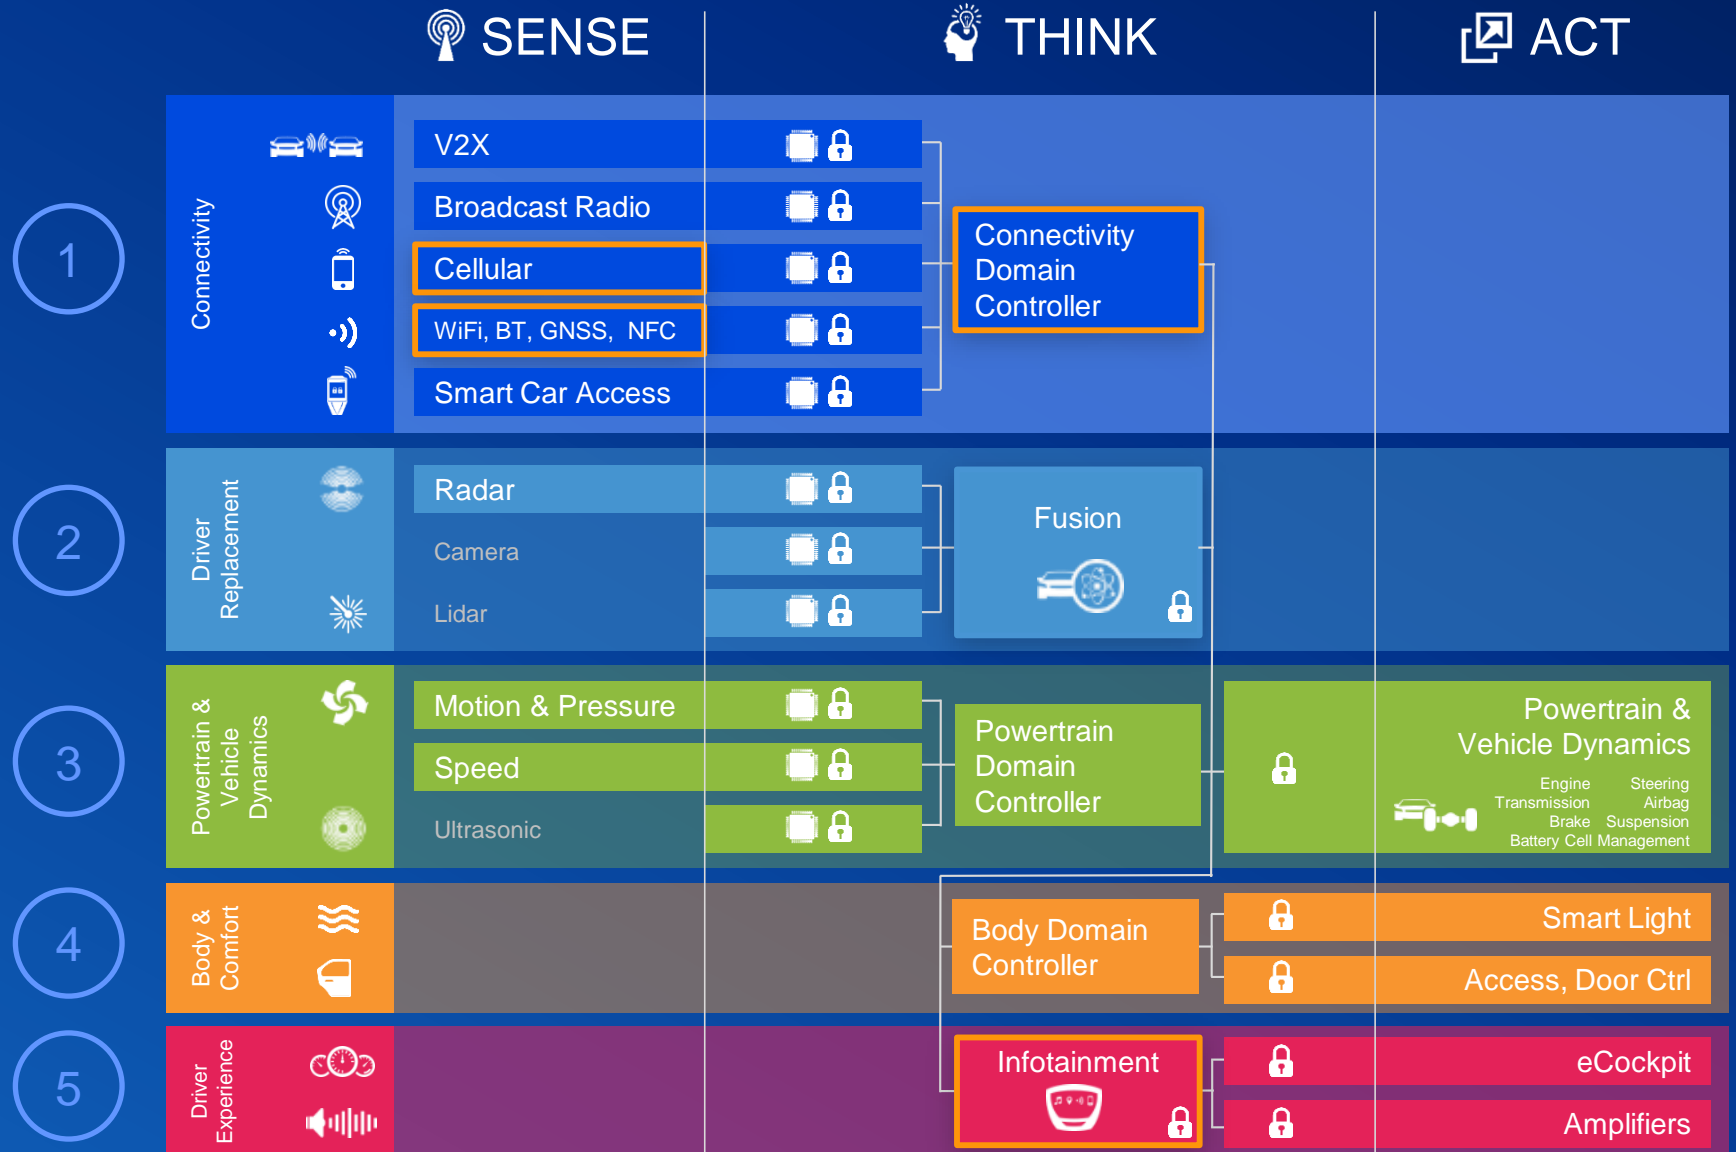 SENSE
THINK
ACT
1
Connectivity
V2X
Broadcast Radio
Cellular
WiFi, BT, GNSS, NFC
Smart Car Access
Connectivity
Domain
Controller
2
Driver
Replacement
Radar
Camera
Lidar
Fusion
3
Powertrain &
Vehicle
Dynamics
Motion & Pressure
Speed
Ultrasonic
Powertrain
Domain
Controller
Powertrain &
Vehicle Dynamics
Engine Steering
Transmission Airbag
Brake Suspension
Battery Cell Management
4
Body &
Comfort
Body Domain
Controller
Smart Light
Access, Door Ctrl
5
Driver
Experience
Infotainment
eCockpit
Amplifiers